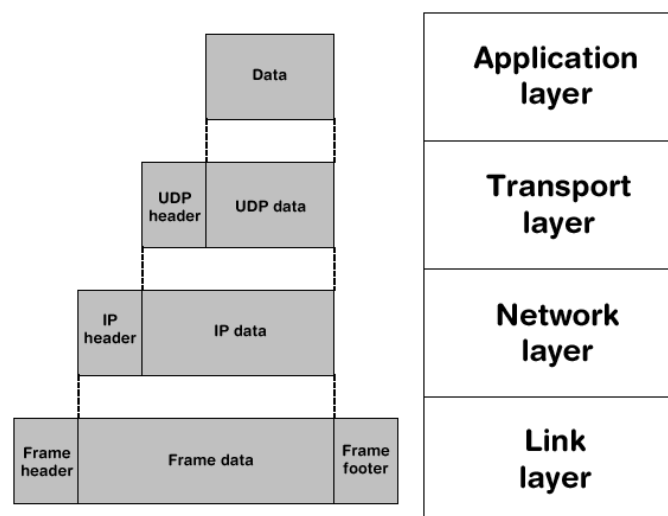 Data
Application
layer
UDP
header
UDP data
Transport
layer
IP
header
IP data
Network
layer
Frame
header
Frame data
Frame
footer
Link
layer